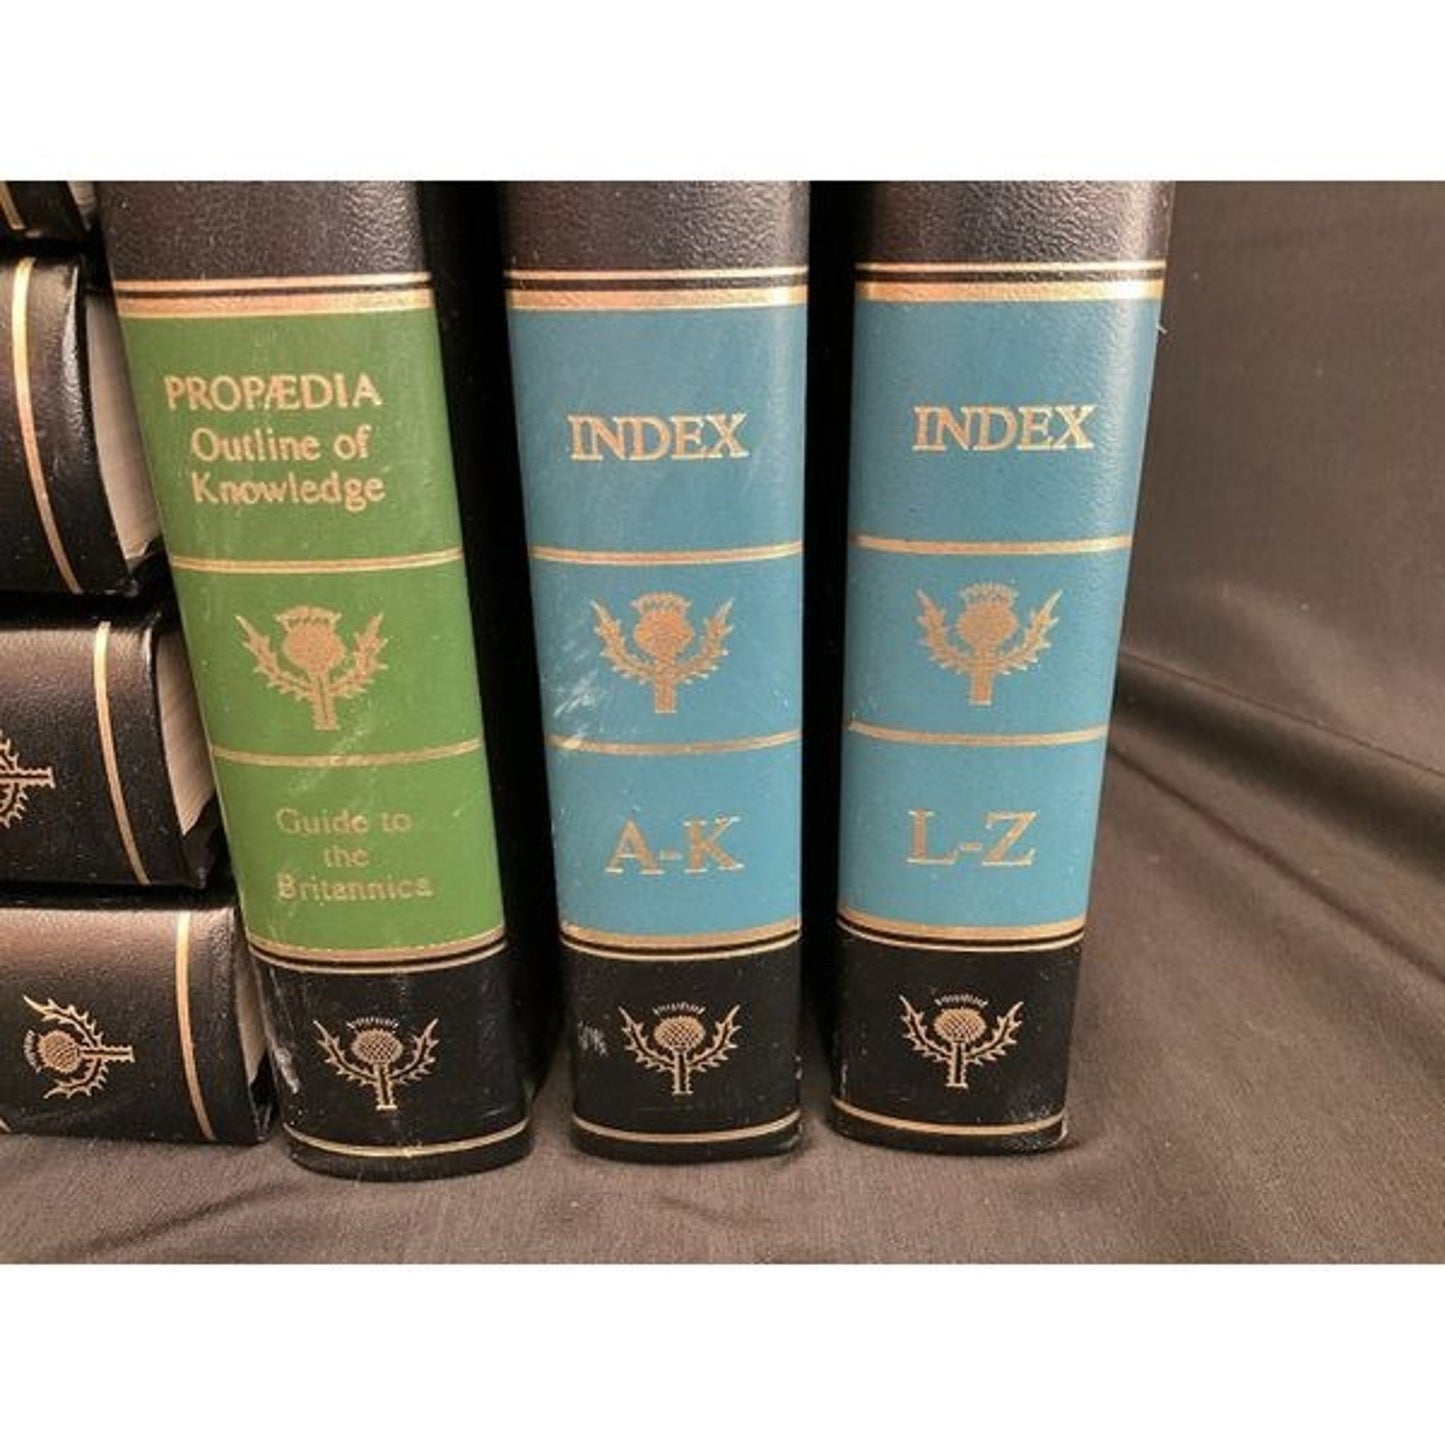 PROPÆDIA
Outline of
Knowledge
Guide to
the
Britannica
INDEX
A-K
INDEX
L-Z